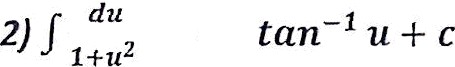 2) ∫ du/(1+u²) tan⁻¹ u + c